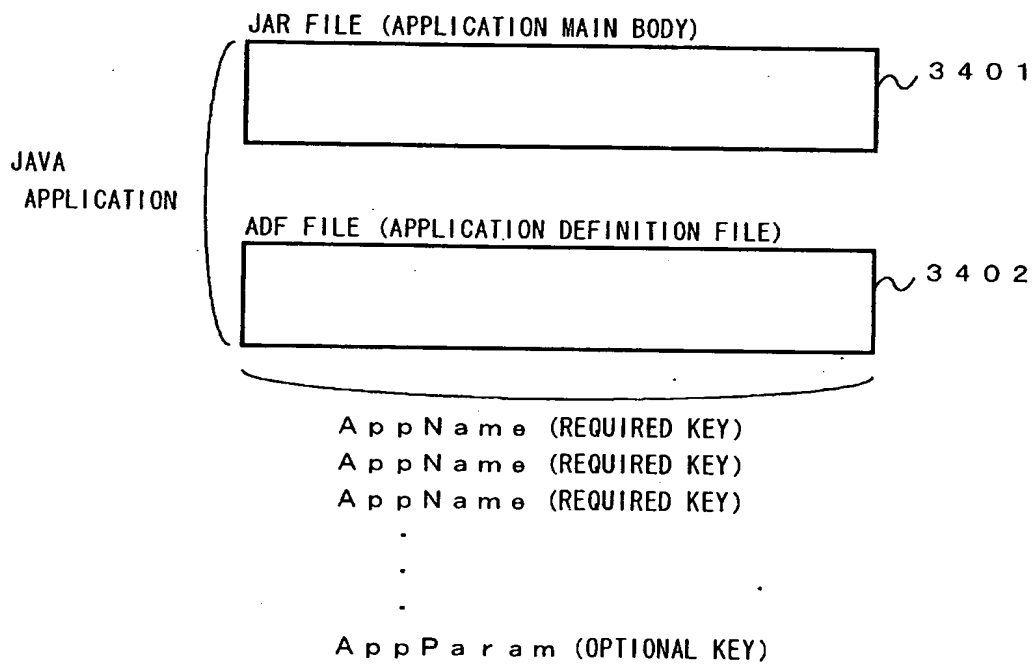 JAR FILE (APPLICATION MAIN BODY)
3401
JAVA
APPLICATION
ADF FILE (APPLICATION DEFINITION FILE)
3402
AppName (REQUIRED KEY)
AppName (REQUIRED KEY)
AppName (REQUIRED KEY)
AppParam (OPTIONAL KEY)